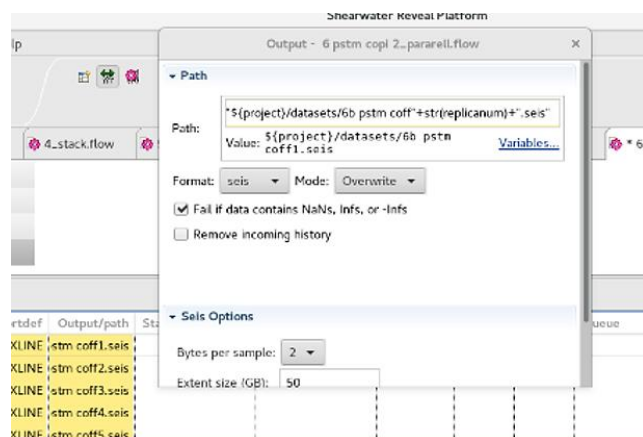 Shearwater Reveal Platform
lp
Output - 6 pstm copi 2_pararell.flow
×
Path
"${project}/datasets/6b pstm coff"+str(replicanum)+".seis"
Path:
Value: ${project}/datasets/6b pstm
coff1.seis
Variables...
4_stack.flow
* 6
Format: seis Mode: Overwrite
Fail if data contains NaNs, Infs, or -Infs
Remove incoming history
Seis Options
rtdef Output/path Sta
ueue
Bytes per sample: 2
Extent size (GB): 50
XLINE stm coff1.seis
XLINE stm coff2.seis
XLINE stm coff3.seis
XLINE stm coff4.seis
XLINE stm coff5.seis